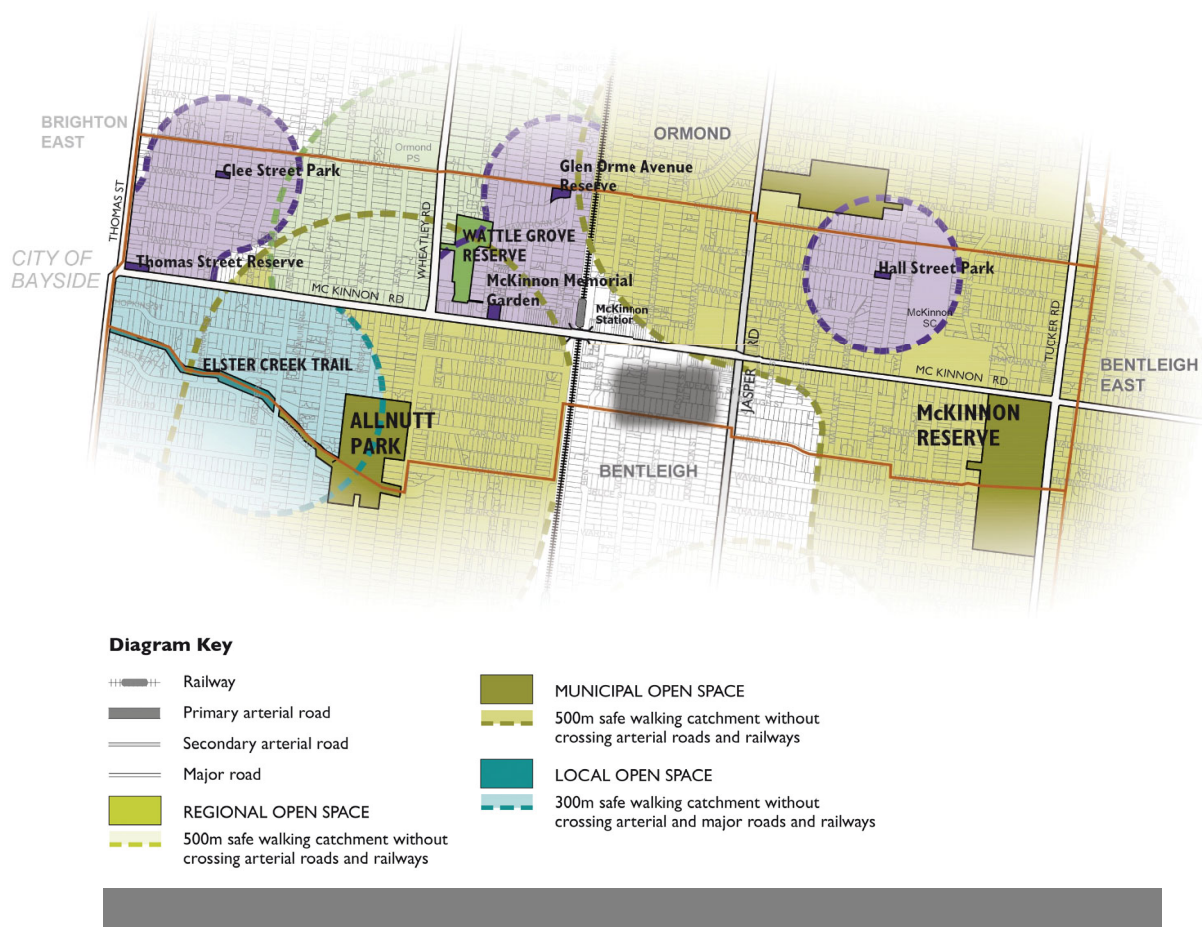 BRIGHTON
EAST
ORMOND
Ormond
PS
Clee Street Park
Glen Orme Avenue
Reserve
THOMAS ST
WHEATLEY RD
WATTLE GROVE
RESERVE
CITY OF
BAYSIDE
Thomas Street Reserve
Hall Street Park
McKinnon Memorial
Garden
MC KINNON RD
McKinnon
Station
McKinnon
SC
TUCKER RD
JASPER RD
ELSTER CREEK TRAIL
MC KINNON RD
BENTLEIGH
EAST
ALLNUTT
PARK
McKINNON
RESERVE
BENTLEIGH
Diagram Key
Railway
Primary arterial road
Secondary arterial road
Major road
REGIONAL OPEN SPACE
500m safe walking catchment without
crossing arterial roads and railways
MUNICIPAL OPEN SPACE
500m safe walking catchment without
crossing arterial roads and railways
LOCAL OPEN SPACE
300m safe walking catchment without
crossing arterial and major roads and railways